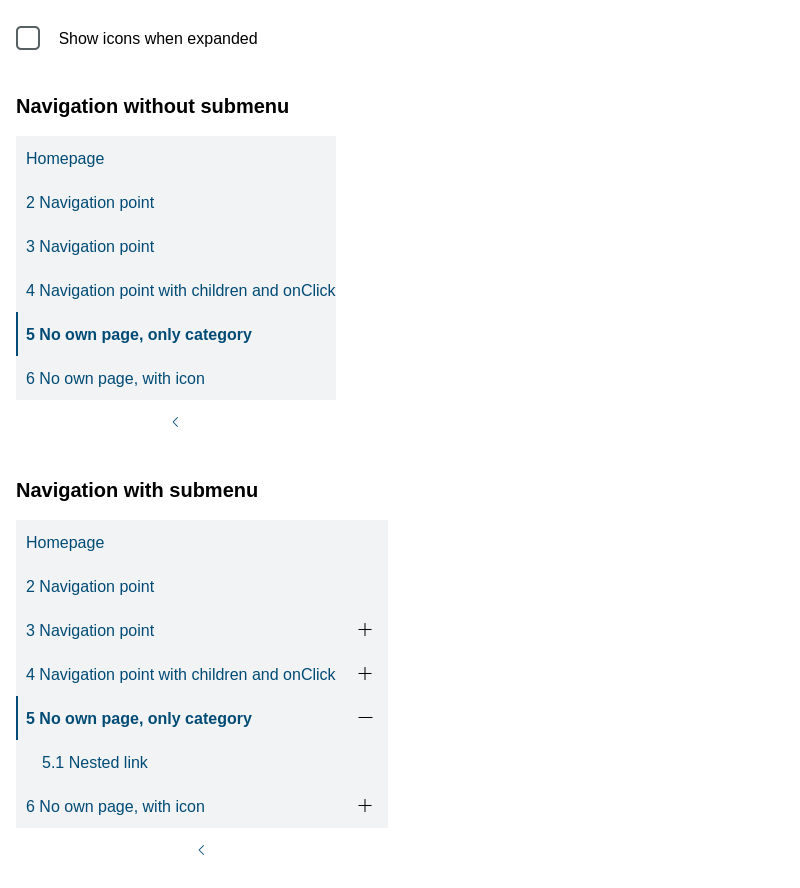 Show icons when expanded
Navigation without submenu
Homepage
2 Navigation point
3 Navigation point
4 Navigation point with children and onClick
5 No own page, only category
6 No own page, with icon
Navigation with submenu
Homepage
2 Navigation point
3 Navigation point
4 Navigation point with children and onClick
5 No own page, only category
5.1 Nested link
6 No own page, with icon